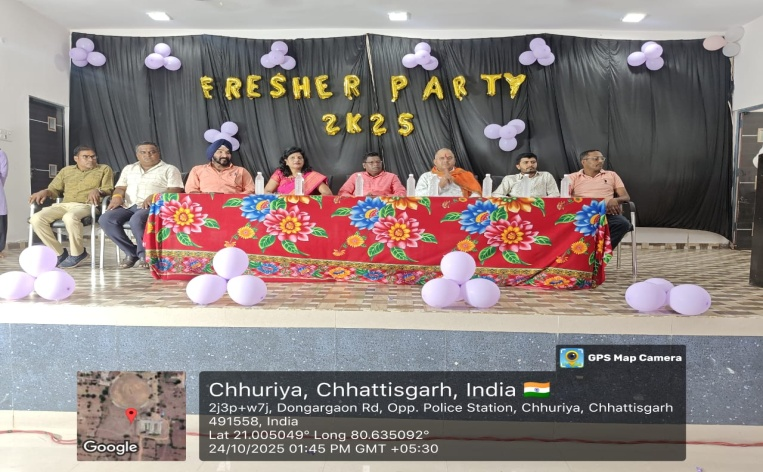 FRESHER PARTY
2K25
GPS Map Camera
Chhuriya, Chhattisgarh, India
2j3p+w7j, Dongargaon Rd, Opp. Police Station, Chhuriya, Chhattisgarh
491558, India
Lat 21.005049° Long 80.635092°
24/10/2025 01:45 PM GMT +05:30
Google